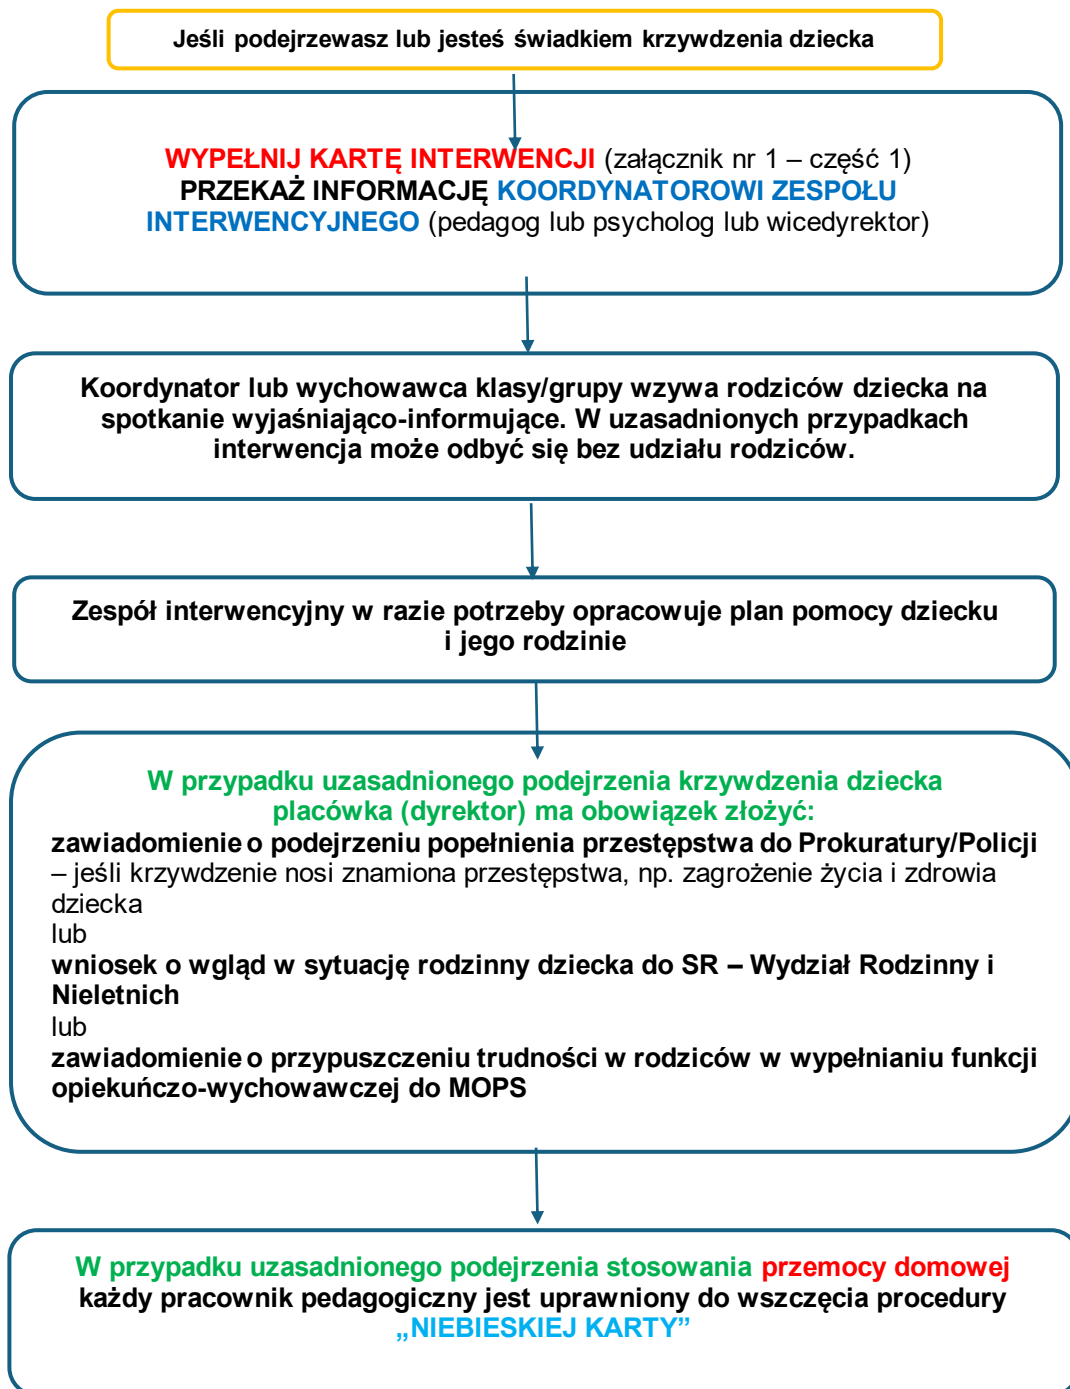 Jeśli podejrzewasz lub jesteś świadkiem krzywdzenia dziecka
WYPEŁNIJ KARTĘ INTERWENCJI (załącznik nr 1 – część 1)
PRZEKAŻ INFORMACJĘ KOORDYNATOROWI ZESPOŁU
INTERWENCYJNEGO (pedagog lub psycholog lub wicedyrektor)
Koordynator lub wychowawca klasy/grupy wzywa rodziców dziecka na
spotkanie wyjaśniająco-informujące. W uzasadnionych przypadkach
interwencja może odbyć się bez udziału rodziców.
Zespół interwencyjny w razie potrzeby opracowuje plan pomocy dziecku
i jego rodzinie
W przypadku uzasadnionego podejrzenia krzywdzenia dziecka
placówka (dyrektor) ma obowiązek złożyć:
zawiadomienie o podejrzeniu popełnienia przestępstwa do Prokuratury/Policji
– jeśli krzywdzenie nosi znamiona przestępstwa, np. zagrożenie życia i zdrowia
dziecka
lub
wniosek o wgląd w sytuację rodzinny dziecka do SR – Wydział Rodzinny i
Nieletnich
lub
zawiadomienie o przypuszczeniu trudności w rodziców w wypełnianiu funkcji
opiekuńczo-wychowawczej do MOPS
W przypadku uzasadnionego podejrzenia stosowania przemocy domowej
każdy pracownik pedagogiczny jest uprawniony do wszczęcia procedury
„NIEBIESKIEJ KARTY”